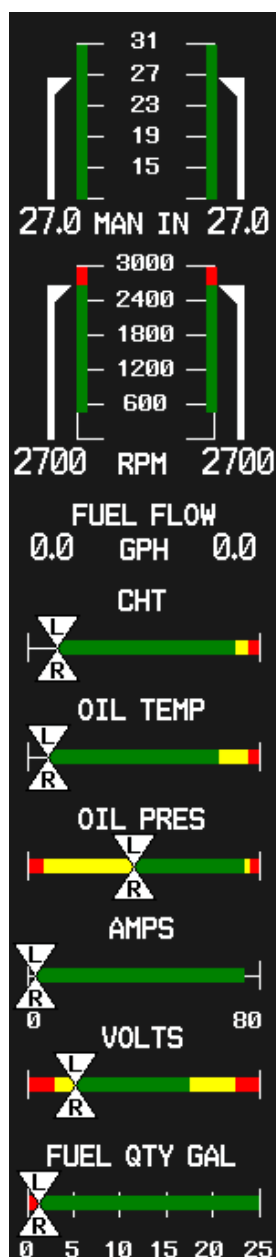 31
27
23
19
15
27.0 MAN IN 27.0
3000
2400
1800
1200
600
2700 RPM 2700
FUEL FLOW
0.0 GPH 0.0
CHT
L
R
OIL TEMP
L
R
OIL PRES
L
R
AMPS
L
R
0 80
VOLTS
L
R
FUEL QTY GAL
L
R
0 5 10 15 20 25